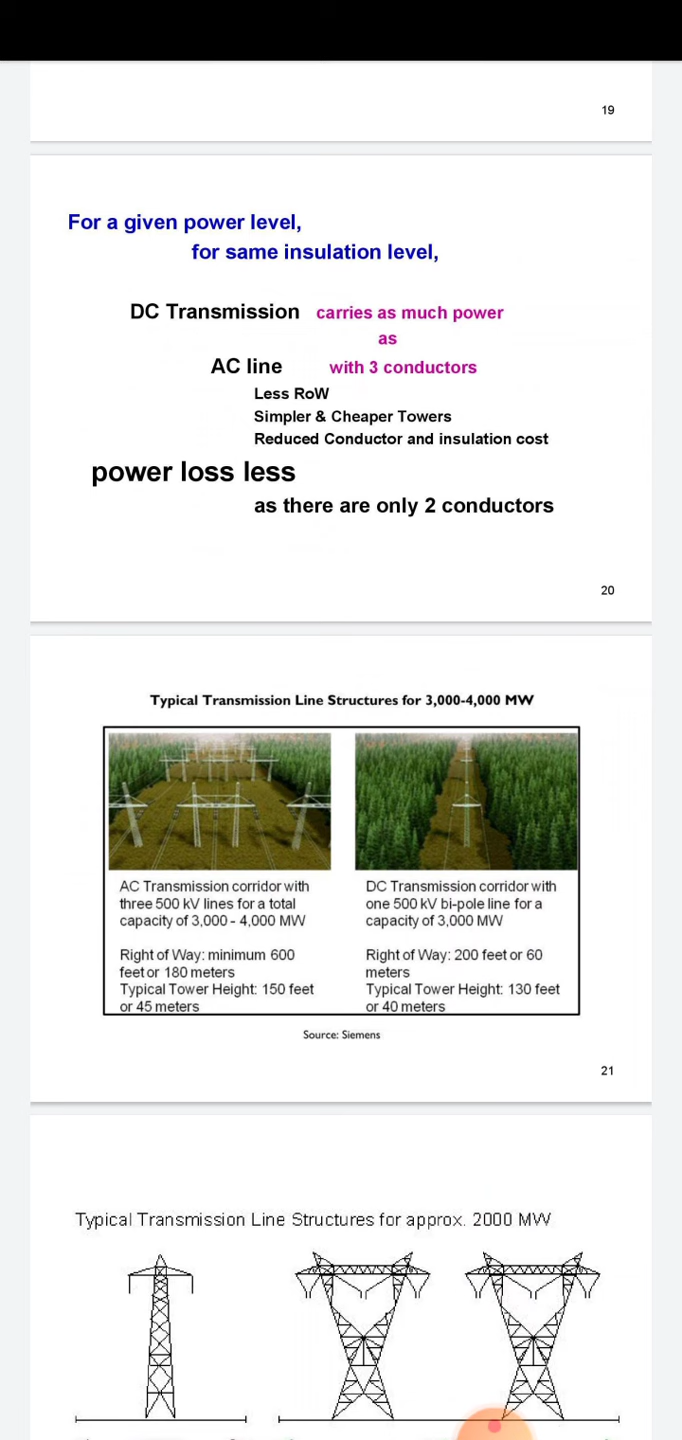 19
For a given power level,
for same insulation level,
DC Transmission carries as much power
as
AC line with 3 conductors
Less RoW
Simpler & Cheaper Towers
Reduced Conductor and insulation cost
power loss less
as there are only 2 conductors
20
Typical Transmission Line Structures for 3,000-4,000 MW
AC Transmission corridor with
three 500 kV lines for a total
capacity of 3,000 - 4,000 MW
Right of Way: minimum 600
feet or 180 meters
Typical Tower Height: 150 feet
or 45 meters
DC Transmission corridor with
one 500 kV bi-pole line for a
capacity of 3,000 MW
Right of Way: 200 feet or 60
meters
Typical Tower Height: 130 feet
or 40 meters
Source: Siemens
21
Typical Transmission Line Structures for approx. 2000 MW